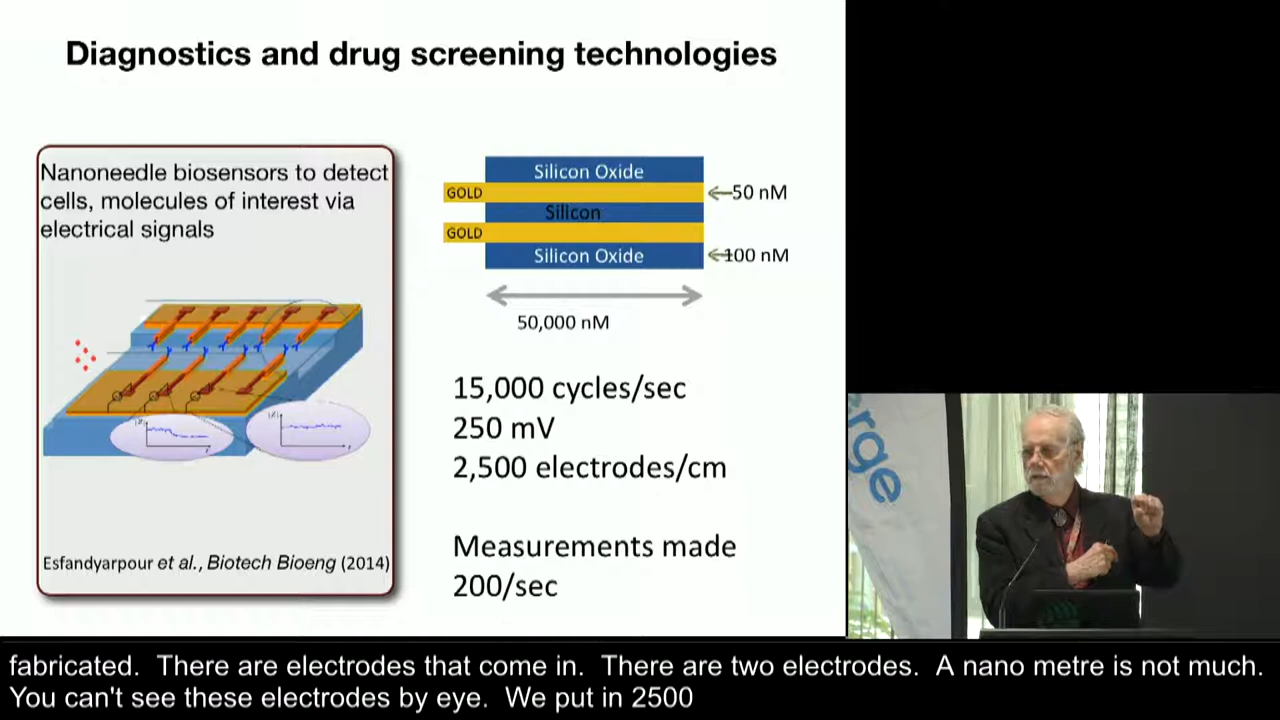 Diagnostics and drug screening technologies
Nanoneedle biosensors to detect
cells, molecules of interest via
electrical signals
Esfandyarpour et al., Biotech Bioeng (2014)
Silicon Oxide
GOLD
50 nM
Silicon
GOLD
Silicon Oxide
100 nM
50,000 nM
15,000 cycles/sec
250 mV
2,500 electrodes/cm
Measurements made
200/sec
erge
fabricated. There are electrodes that come in. There are two electrodes. A nano metre is not much.
You can't see these electrodes by eye. We put in 2500